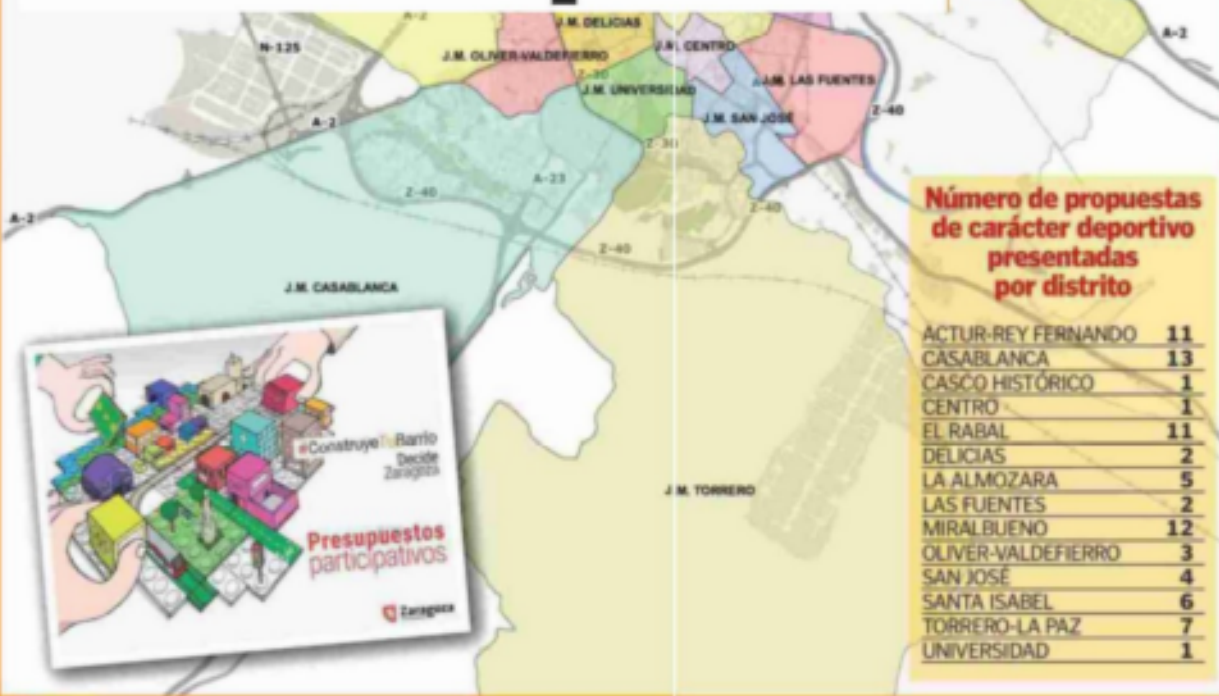 A-2
J.M. DELICIAS
N-125
J.M. CENTRO
A-2
J.M. OLIVER-VALDEFIERRO
Z-30
J.M. LAS FUENTES
J.M. UNIVERSIDAD
Z-40
A-2
J.M. SAN JOSÉ
Z-30
A-23
Z-40
Z-40
A-2
Z-40
J.M. CASABLANCA
J.M. TORRERO
#ConstruyeTuBarrio
Decide
Zaragoza
Presupuestos
participativos
Zaragoza
Número de propuestas
de carácter deportivo
presentadas
por distrito
ACTUR-REY FERNANDO 11
CASABLANCA 13
CASCO HISTÓRICO 1
CENTRO 1
EL RABAL 11
DELICIAS 2
LA ALMOZARA 5
LAS FUENTES 2
MIRALBUENO 12
OLIVER-VALDEFIERRO 3
SAN JOSÉ 4
SANTA ISABEL 6
TORRERO-LA PAZ 7
UNIVERSIDAD 1